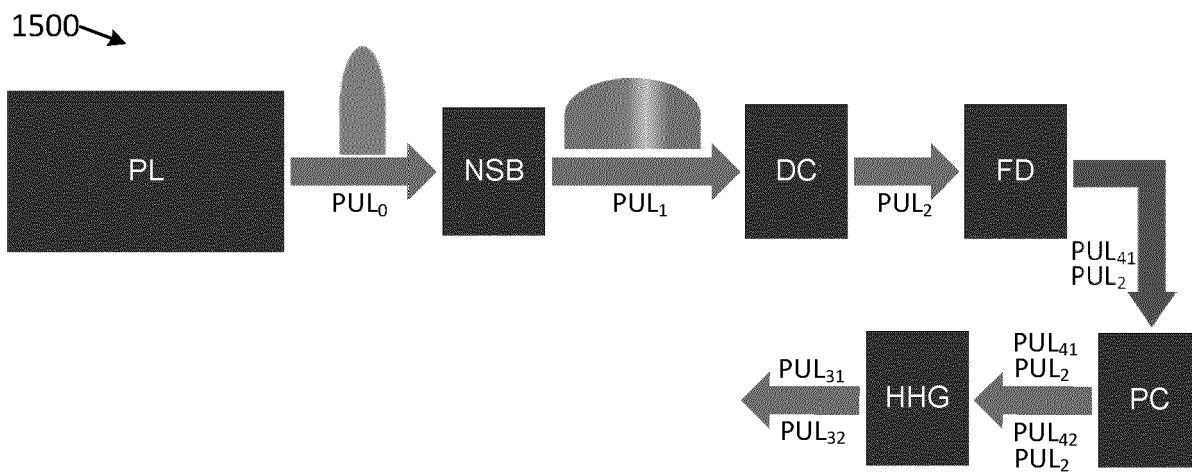 1500
PL
PUL₀
NSB
PUL₁
DC
PUL₂
FD
PUL₄₁
PUL₂
PUL₃₁
PUL₃₂
HHG
PUL₄₁
PUL₂
PUL₄₂
PUL₂
PC